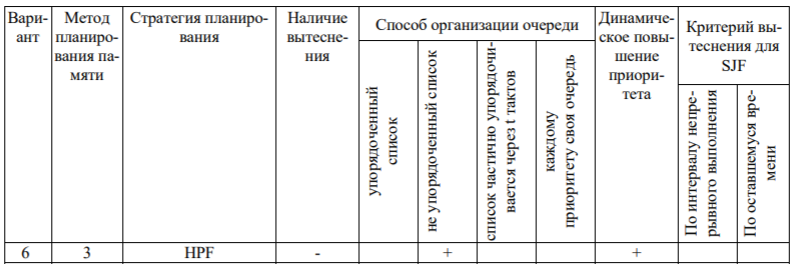 Вари-
ант
Метод
планиро-
вания па-
мяти
Стратегия планиро-
вания
Наличие
вытесне-
ния
Способ организации очереди
упорядоченный
список
не упорядоченный список
список частично упорядочи-
вается через t тактов
каждому
приоритету своя очередь
Динамиче-
ское повы-
шение
приори-
тета
Критерий вы-
теснения для
SJF
По интервалу непре-
рывного выполнения
По оставшемуся вре-
мени
6 3 HPF - + +